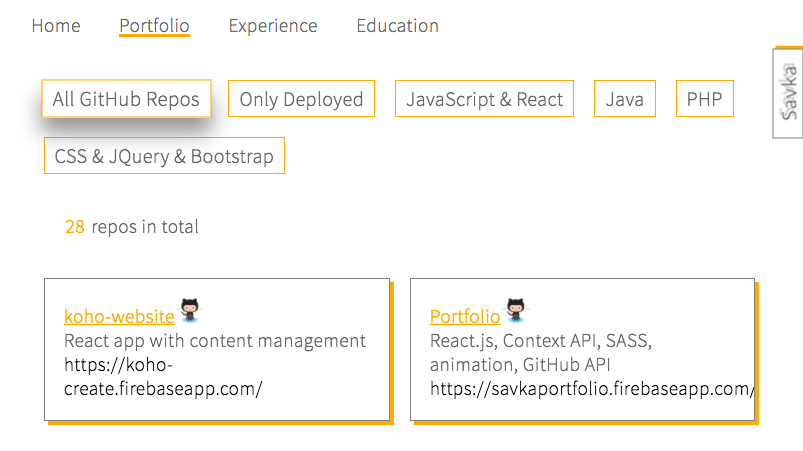 Home Portfolio Experience Education
Savka
All GitHub Repos Only Deployed JavaScript & React Java PHP
CSS & JQuery & Bootstrap
28 repos in total
koho-website
React app with content management
https://koho-
create.firebaseapp.com/
Portfolio
React.js, Context API, SASS,
animation, GitHub API
https://savkaportfolio.firebaseapp.com/